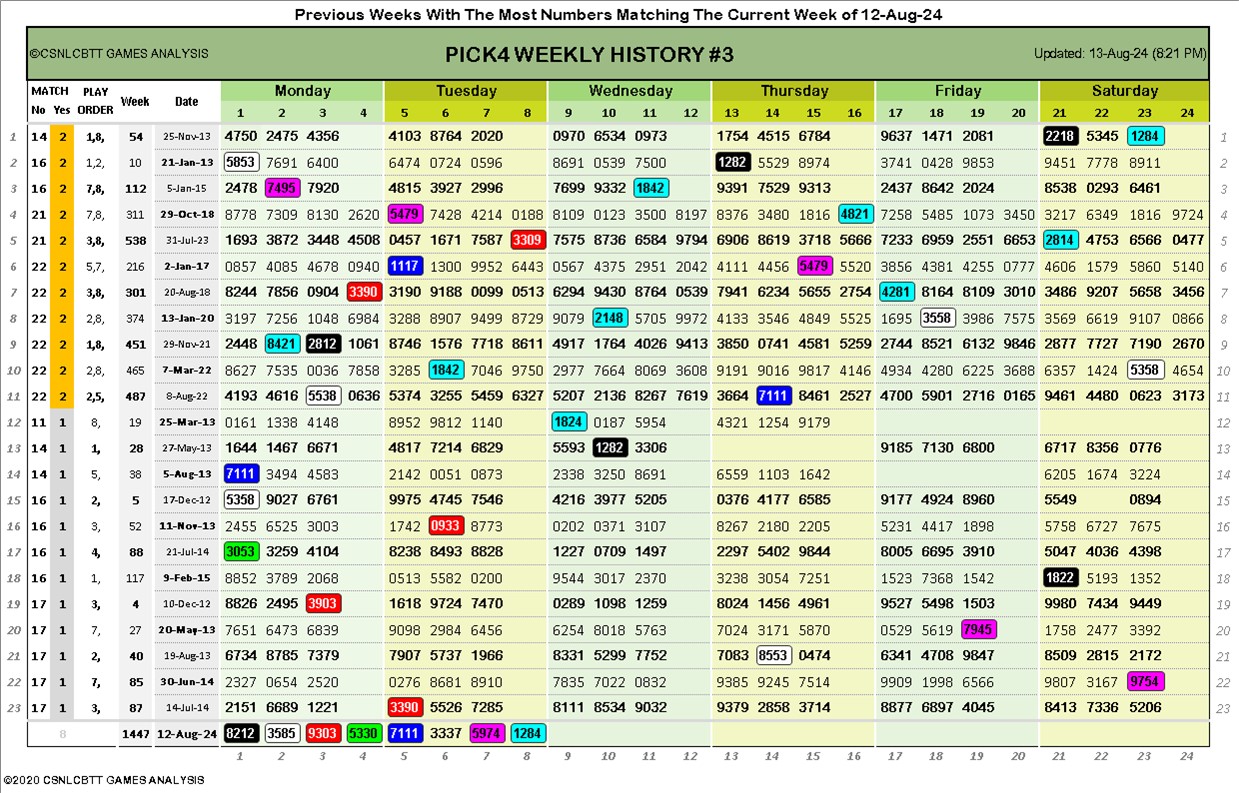 Previous Weeks With The Most Numbers Matching The Current Week of 12-Aug-24
©CSNLCBTT GAMES ANALYSIS PICK4 WEEKLY HISTORY #3 Updated: 13-Aug-24 (8:21 PM)
MATCH PLAY Week Date Monday Tuesday Wednesday Thursday Friday Saturday
No Yes ORDER 1 2 3 4 5 6 7 8 9 10 11 12 13 14 15 16 17 18 19 20 21 22 23 24
1 14 2 1,8, 54 25-Nov-13 4750 2475 4356 4103 8764 2020 0970 6534 0973 1754 4515 6784 9637 1471 2081 2218 5345 1284 1
2 16 2 1,2, 10 21-Jan-13 5853 7691 6400 6474 0724 0596 8691 0539 7500 1282 5529 8974 3741 0428 9853 9451 7778 8911 2
3 16 2 7,8, 112 5-Jan-15 2478 7495 7920 4815 3927 2996 7699 9332 1842 9391 7529 9313 2437 8642 2024 8538 0293 6461 3
4 21 2 7,8, 311 29-Oct-18 8778 7309 8130 2620 5479 7428 4214 0188 8109 0123 3500 8197 8376 3480 1816 4821 7258 5485 1073 3450 3217 6349 1816 9724 4
5 21 2 3,8, 538 31-Jul-23 1693 3872 3448 4508 0457 1671 7587 3309 7575 8736 6584 9794 6906 8619 3718 5666 7233 6959 2551 6653 2814 4753 6566 0477 5
6 22 2 5,7, 216 2-Jan-17 0857 4085 4678 0940 1117 1300 9952 6443 0567 4375 2951 2042 4111 4456 5479 5520 3856 4381 4255 0777 4606 1579 5860 5140 6
7 22 2 3,8, 301 20-Aug-18 8244 7856 0904 3390 3190 9188 0099 0513 6294 9430 8764 0539 7941 6234 5655 2754 4281 8164 8109 3010 3486 9207 5658 3456 7
8 22 2 2,8, 374 13-Jan-20 3197 7256 1048 6984 3288 8907 9499 8729 9079 2148 5705 9972 4133 3546 4849 5525 1695 3558 3986 7575 3569 6619 9107 0866 8
9 22 2 1,8, 451 29-Nov-21 2448 8421 2812 1061 8746 1576 7718 8611 4917 1764 4026 9413 3850 0741 4581 5259 2744 8521 6132 9846 2877 7727 7190 2670 9
10 22 2 2,8, 465 7-Mar-22 8627 7535 0036 7858 3285 1842 7046 9750 2977 7664 8069 3608 9191 9016 9817 4146 4934 4280 6225 3688 6357 1424 5358 4654 10
11 22 2 2,5, 487 8-Aug-22 4193 4616 5538 0636 5374 3255 5459 6327 5207 2136 8267 7619 3664 7111 8461 2527 4700 5901 2716 0165 9461 4480 0623 3173 11
12 11 1 8, 19 25-Mar-13 0161 1338 4148 8952 9812 1140 1824 0187 5954 4321 1254 9179 12
13 14 1 1, 28 27-May-13 1644 1467 6671 4817 7214 6829 5593 1282 3306 9185 7130 6800 6717 8356 0776 13
14 14 1 5, 38 5-Aug-13 7111 3494 4583 2142 0051 0873 2338 3250 8691 6559 1103 1642 6205 1674 3224 14
15 16 1 2, 5 17-Dec-12 5358 9027 6761 9975 4745 7546 4216 3977 5205 0376 4177 6585 9177 4924 8960 5549 0894 15
16 16 1 3, 52 11-Nov-13 2455 6525 3003 1742 0933 8773 0202 0371 3107 8267 2180 2205 5231 4417 1898 5758 6727 7675 16
17 16 1 4, 88 21-Jul-14 3053 3259 4104 8238 8493 8828 1227 0709 1497 2297 5402 9844 8005 6695 3910 5047 4036 4398 17
18 16 1 1, 117 9-Feb-15 8852 3789 2068 0513 5582 0200 9544 3017 2370 3238 3054 7251 1523 7368 1542 1822 5193 1352 18
19 17 1 3, 4 10-Dec-12 8826 2495 3903 1618 9724 7470 0289 1098 1259 8024 1456 4961 9527 5498 1503 9980 7434 9449 19
20 17 1 7, 27 20-May-13 7651 6473 6839 9098 2984 6456 6254 8018 5763 7024 3171 5870 0529 5619 7945 1758 2477 3392 20
21 17 1 2, 40 19-Aug-13 6734 8785 7379 7907 5737 1966 8331 5299 7752 7083 8553 0474 6341 4708 9847 8509 2815 2172 21
22 17 1 7, 85 30-Jun-14 2327 0654 2520 0276 8681 8910 7835 7022 0832 9385 9245 7514 9909 1998 6566 9807 3167 9754 22
23 17 1 3, 87 14-Jul-14 2151 6689 1221 3390 5526 7285 8111 8534 9032 9379 2858 3714 8877 6897 4045 8413 7336 5206 23
8 1447 12-Aug-24 8212 3585 9303 5330 7111 3337 5974 1284
1 2 3 4 5 6 7 8 9 10 11 12 13 14 15 16 17 18 19 20 21 22 23 24
©2020 CSNLCBTT GAMES ANALYSIS